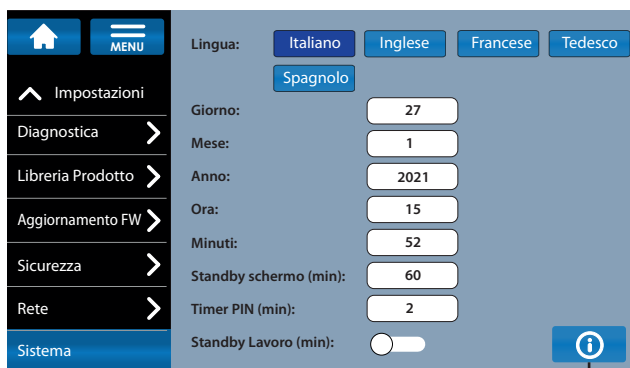 MENU
Impostazioni
Diagnostica
Libreria Prodotto
Aggiornamento FW
Sicurezza
Rete
Sistema
Lingua: Italiano Inglese Francese Tedesco
Spagnolo
Giorno: 27
Mese: 1
Anno: 2021
Ora: 15
Minuti: 52
Standby schermo (min): 60
Timer PIN (min): 2
Standby Lavoro (min):